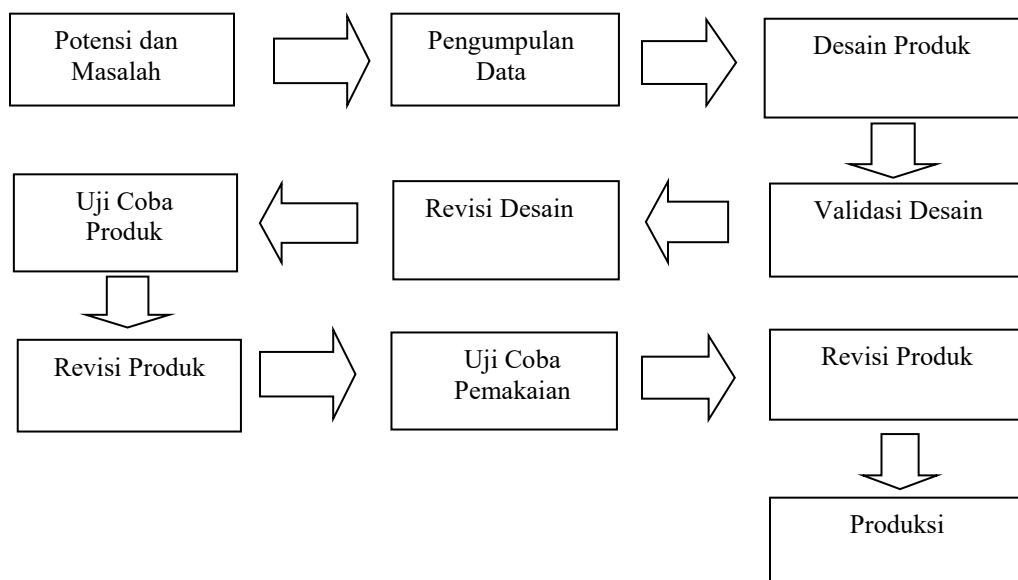 Potensi dan
Masalah
Pengumpulan
Data
Desain Produk
Validasi Desain
Revisi Desain
Uji Coba
Produk
Revisi Produk
Uji Coba
Pemakaian
Revisi Produk
Produksi